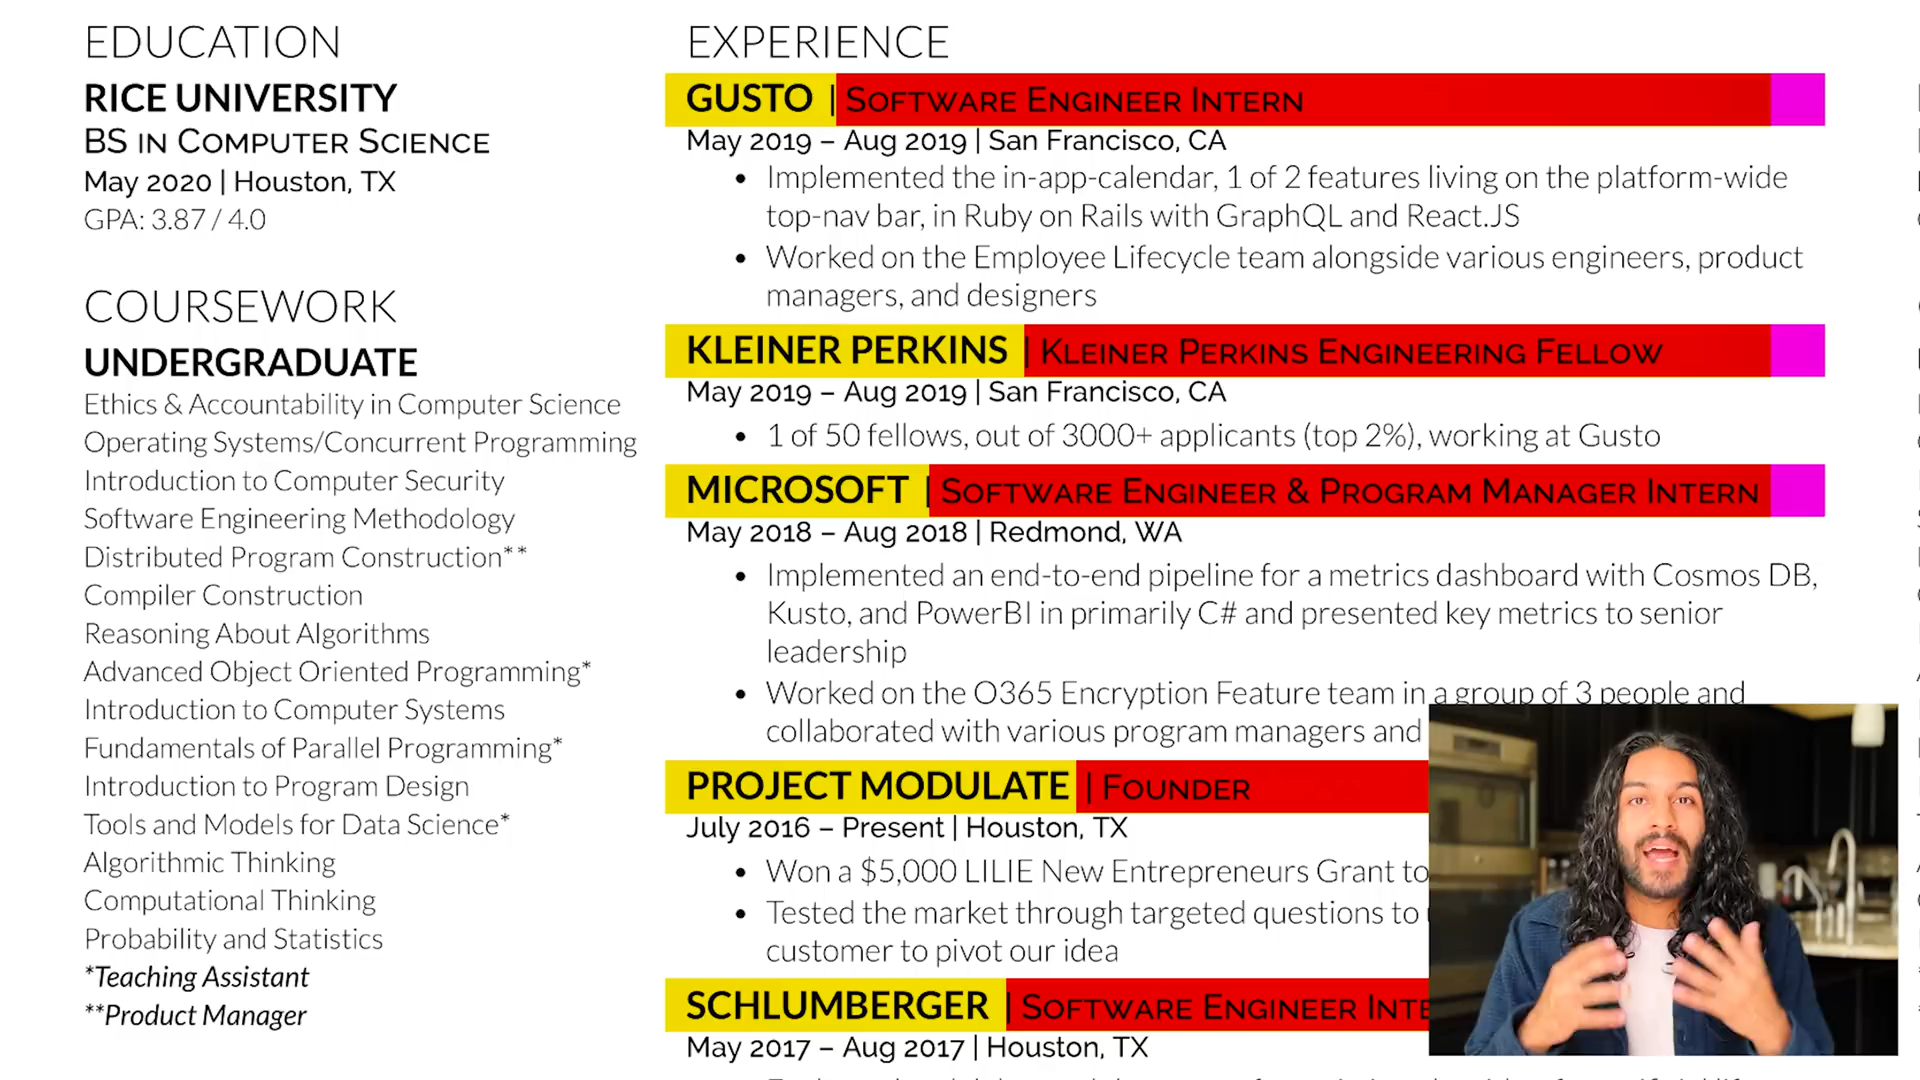 EDUCATION
RICE UNIVERSITY
BS IN COMPUTER SCIENCE
May 2020 | Houston, TX
GPA: 3.87 / 4.0
COURSEWORK
UNDERGRADUATE
Ethics & Accountability in Computer Science
Operating Systems/Concurrent Programming
Introduction to Computer Security
Software Engineering Methodology
Distributed Program Construction**
Compiler Construction
Reasoning About Algorithms
Advanced Object Oriented Programming*
Introduction to Computer Systems
Fundamentals of Parallel Programming*
Introduction to Program Design
Tools and Models for Data Science*
Algorithmic Thinking
Computational Thinking
Probability and Statistics
*Teaching Assistant
**Product Manager
EXPERIENCE
GUSTO | SOFTWARE ENGINEER INTERN
May 2019 – Aug 2019 | San Francisco, CA
• Implemented the in-app-calendar, 1 of 2 features living on the platform-wide
top-nav bar, in Ruby on Rails with GraphQL and React.JS
• Worked on the Employee Lifecycle team alongside various engineers, product
managers, and designers
KLEINER PERKINS | KLEINER PERKINS ENGINEERING FELLOW
May 2019 – Aug 2019 | San Francisco, CA
• 1 of 50 fellows, out of 3000+ applicants (top 2%), working at Gusto
MICROSOFT | SOFTWARE ENGINEER & PROGRAM MANAGER INTERN
May 2018 – Aug 2018 | Redmond, WA
• Implemented an end-to-end pipeline for a metrics dashboard with Cosmos DB,
Kusto, and PowerBI in primarily C# and presented key metrics to senior
leadership
• Worked on the O365 Encryption Feature team in a group of 3 people and
collaborated with various program managers and
PROJECT MODULATE | FOUNDER
July 2016 – Present | Houston, TX
• Won a $5,000 LILIE New Entrepreneurs Grant to
• Tested the market through targeted questions to
customer to pivot our idea
SCHLUMBERGER | SOFTWARE ENGINEER INTE
May 2017 – Aug 2017 | Houston, TX